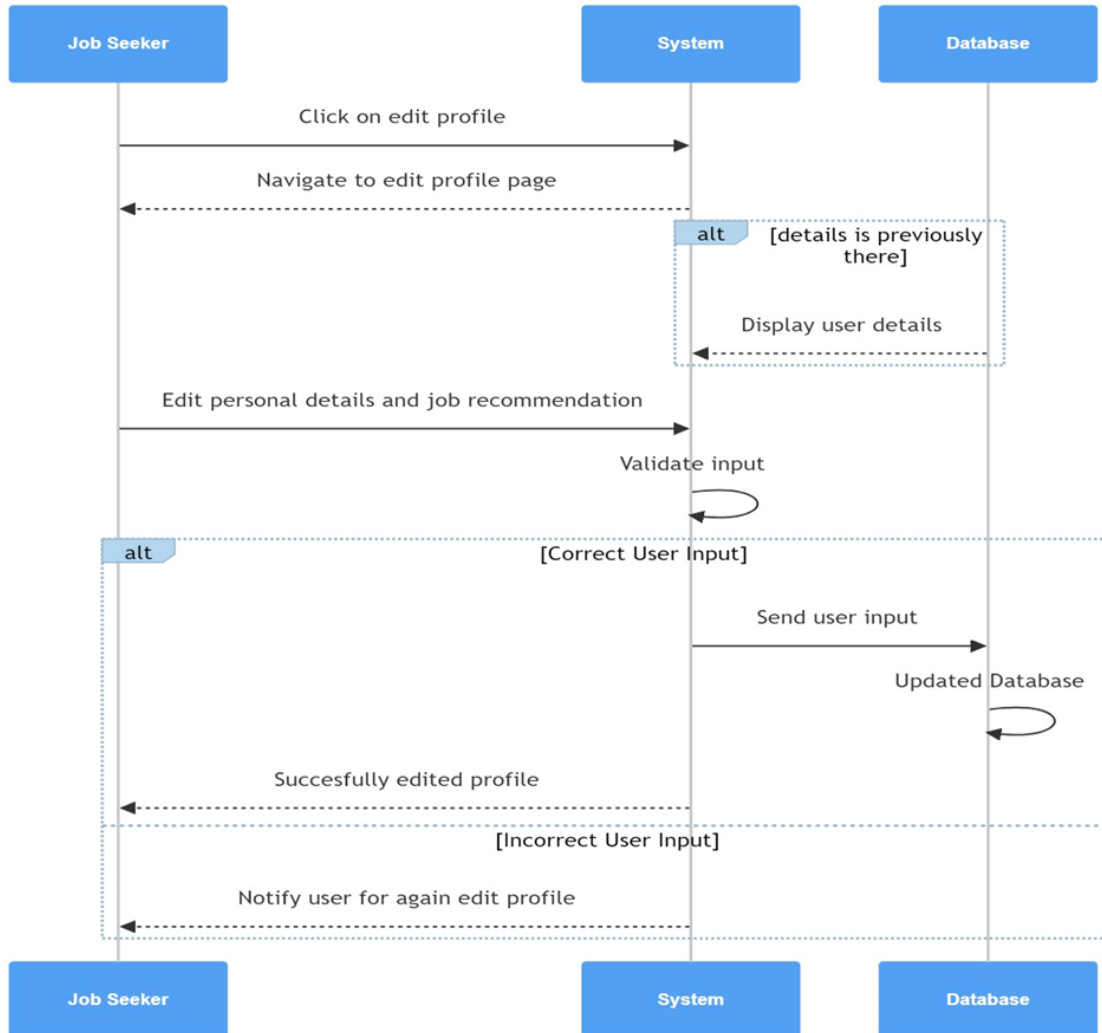 Job Seeker
System
Database
Click on edit profile
Navigate to edit profile page
alt
[details is previously
there]
Display user details
Edit personal details and job recommendation
Validate input
alt
[Correct User Input]
Send user input
Updated Database
Succesfully edited profile
[Incorrect User Input]
Notify user for again edit profile
Job Seeker
System
Database